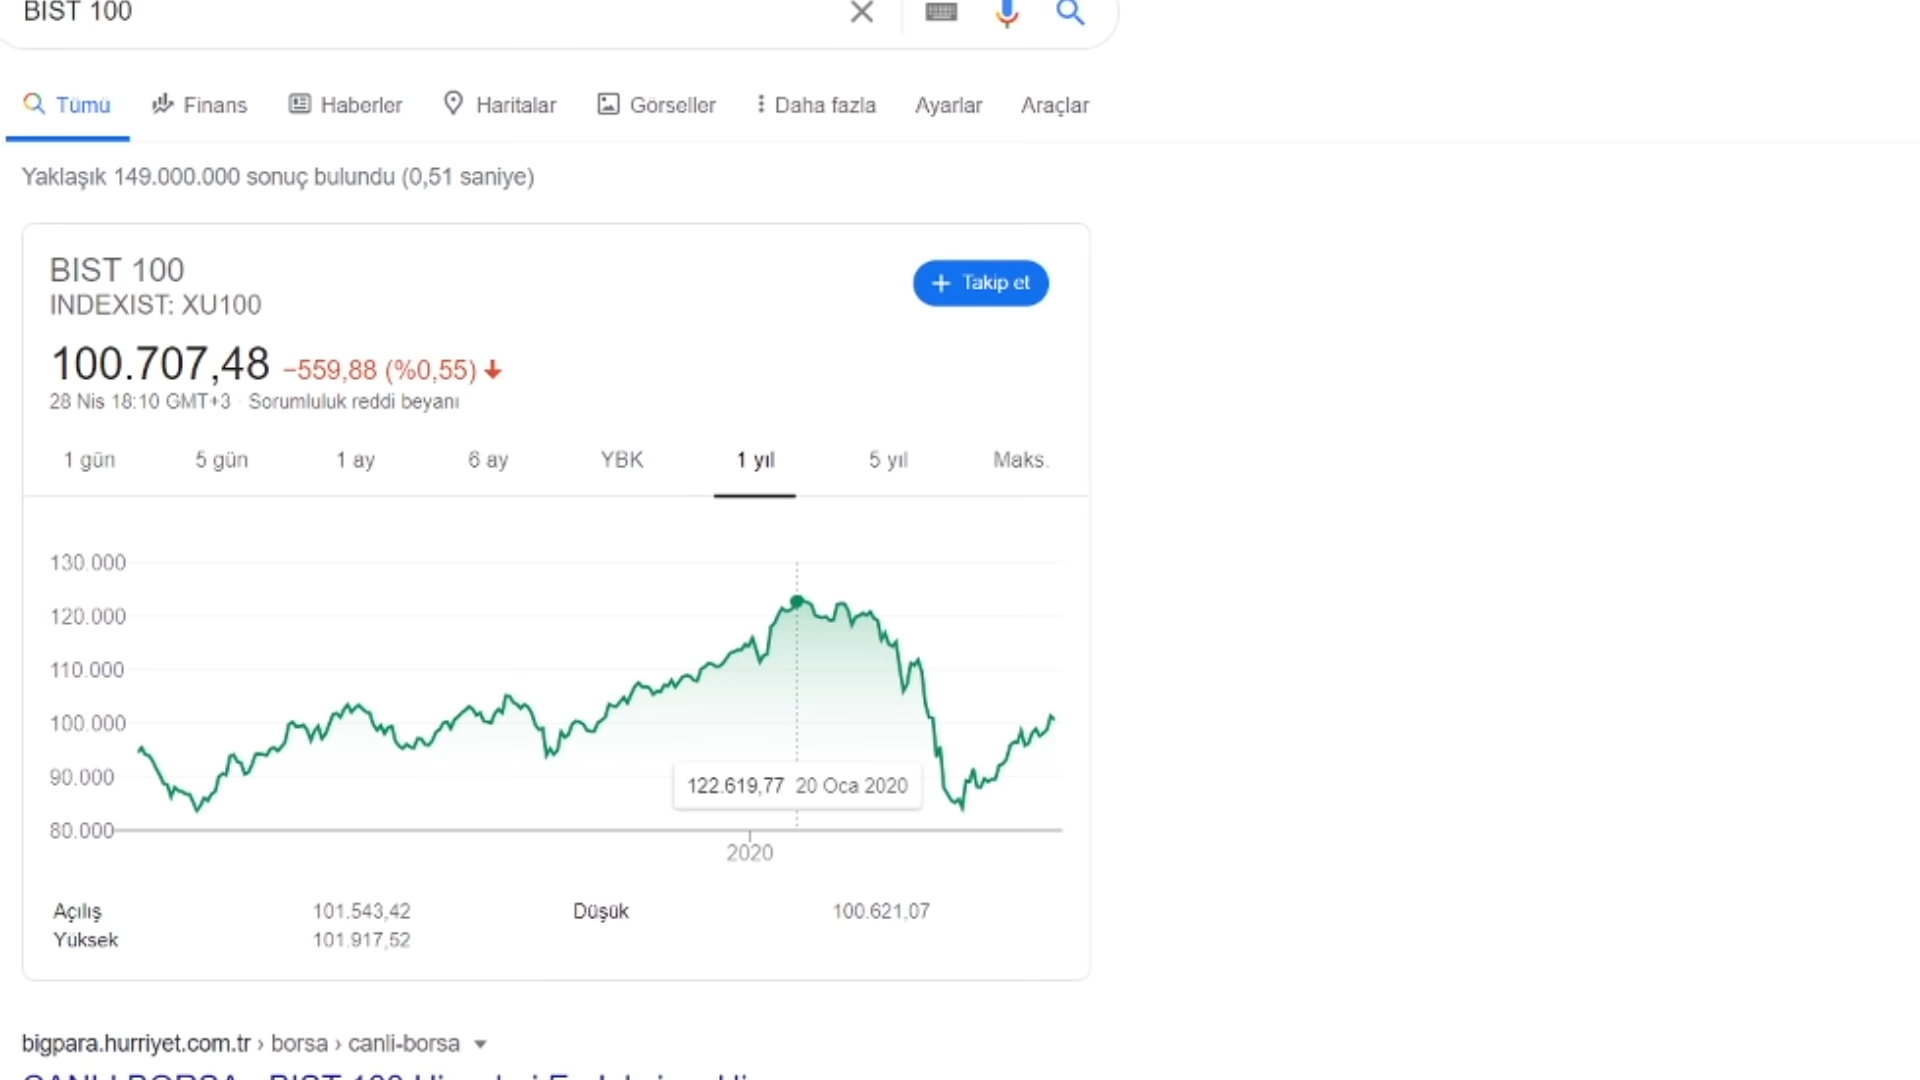 BIST 100
Tümü Finans Haberler Haritalar Görseller Daha fazla Ayarlar Araçlar
Yaklaşık 149.000.000 sonuç bulundu (0,51 saniye)
BIST 100
INDEXIST: XU100
+ Takip et
100.707,48 −559,88 (%0,55)
28 Nis 18:10 GMT+3 · Sorumluluk reddi beyanı
1 gün 5 gün 1 ay 6 ay YBK 1 yıl 5 yıl Maks.
130.000
120.000
110.000
100.000
90.000
80.000
122.619,77 20 Oca 2020
2020
Açılış 101.543,42 Düşük 100.621,07
Yüksek 101.917,52
bigpara.hurriyet.com.tr › borsa › canli-borsa
CANLI BORSA - BIST 100